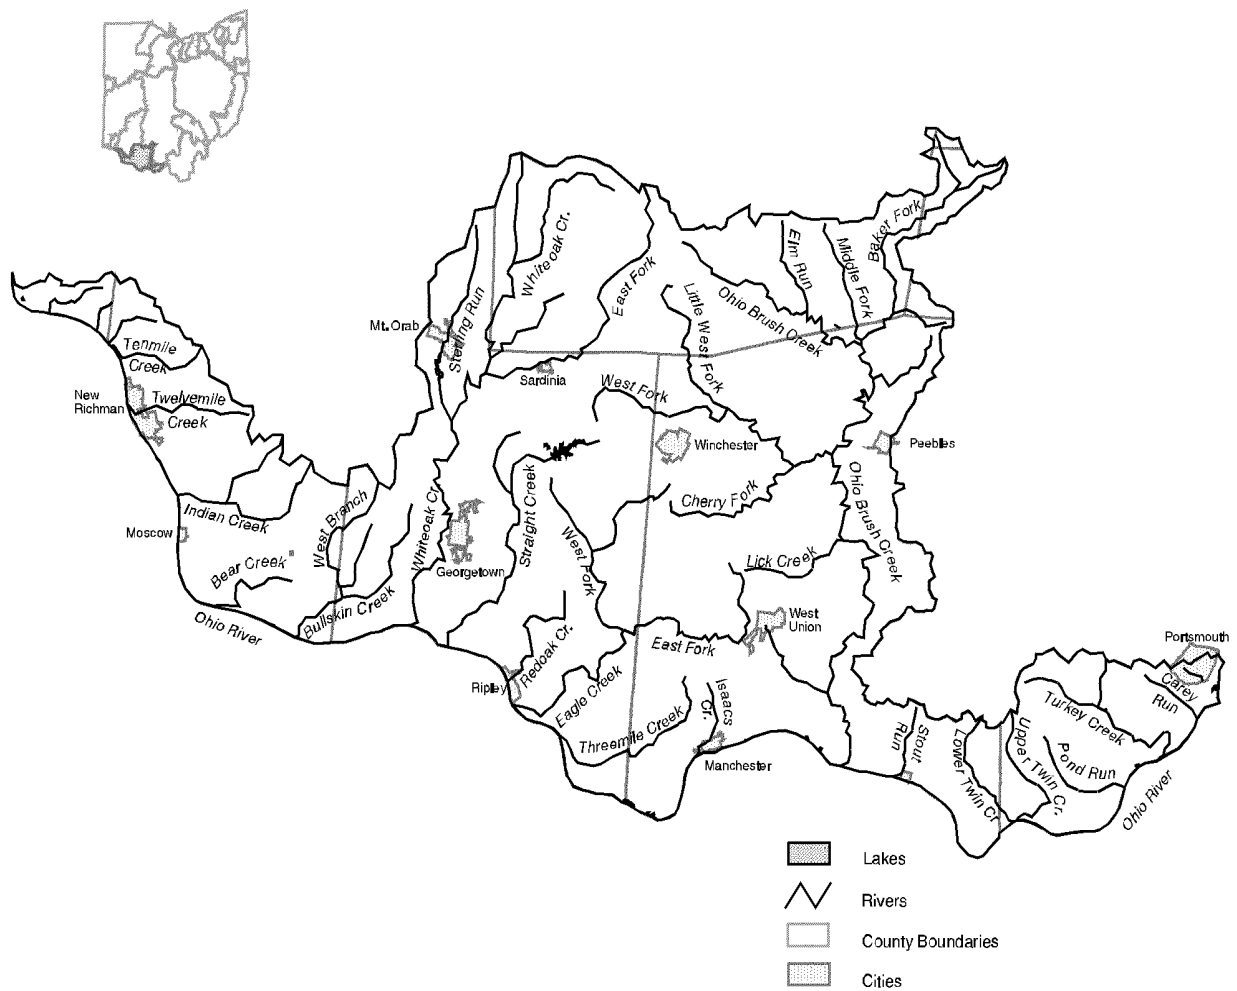 Baker Fork
Elm Run
Middle Fork
Whiteoak Cr.
East Fork
Little West Fork
Ohio Brush Creek
Mt. Orab
Sterling Run
Tenmile
Creek
Sardinia
West Fork
New
Richman
Twelvemile
Creek
Winchester
Peebles
Cherry Fork
Ohio Brush Creek
Straight Creek
West Fork
Whiteoak Cr.
West Branch
Indian Creek
Moscow
Bear Creek
Georgetown
Lick Creek
Bullskin Creek
Ohio River
West
Union
East Fork
Redoak Cr.
Ripley
Eagle Creek
Threemile Creek
Isaacs
Cr.
Manchester
Portsmouth
Carey
Run
Turkey Creek
Stout
Run
Lower Twin Cr
Upper Twin Cr.
Pond Run
Ohio River
Lakes
Rivers
County Boundaries
Cities